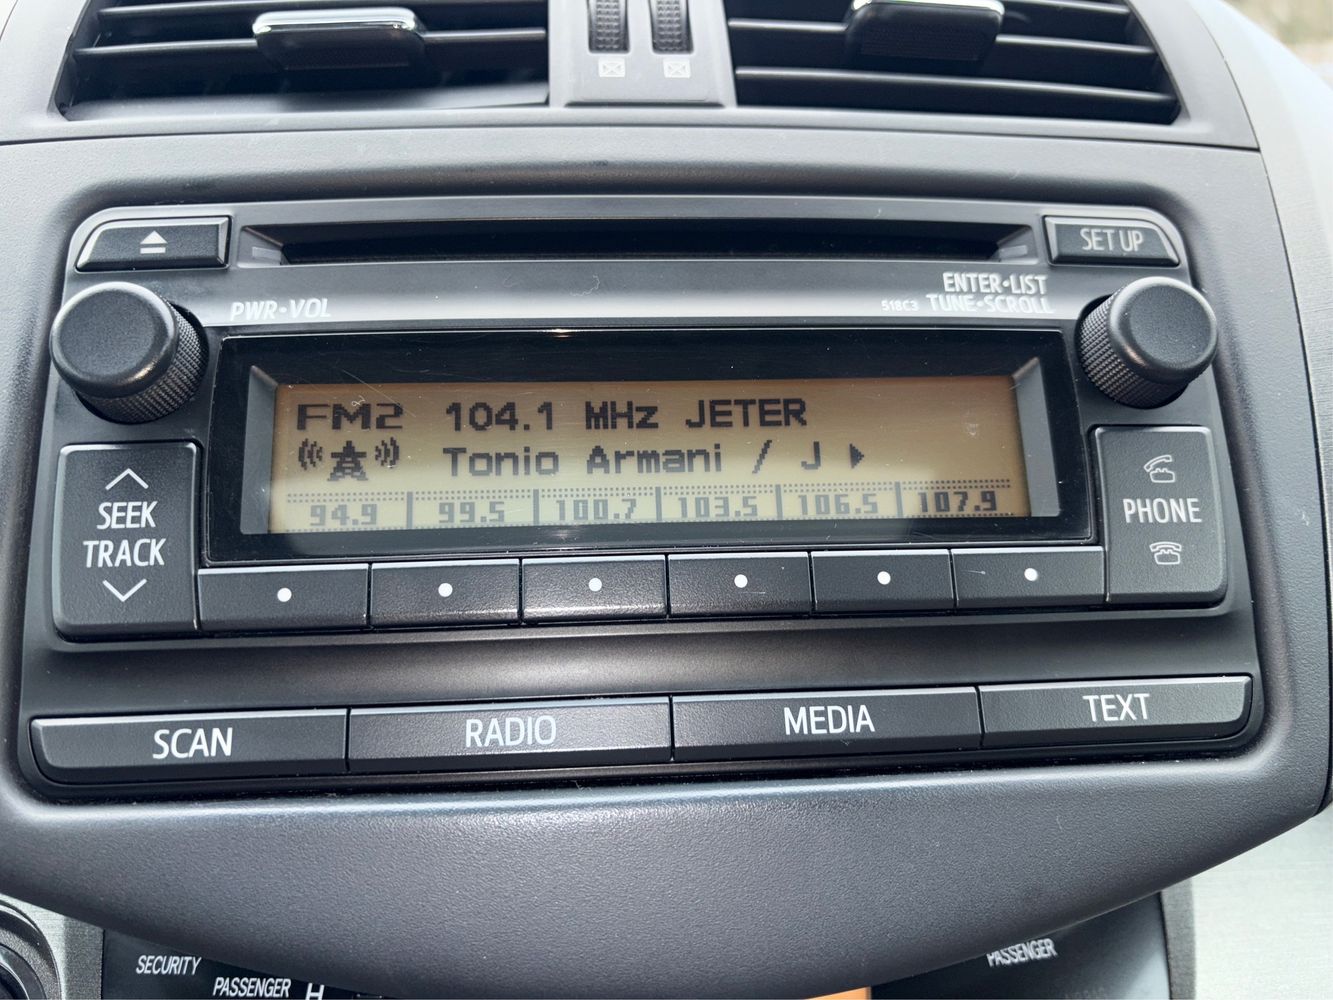 SET UP
PWR·VOL
ENTER·LIST
518C3 TUNE·SCROLL
FM2 104.1 MHz JETER
Tonio Armani / J
94.9 99.5 100.7 103.5 106.5 107.9
SEEK
TRACK
PHONE
SCAN RADIO MEDIA TEXT
SECURITY
PASSENGER
PASSENGER
H